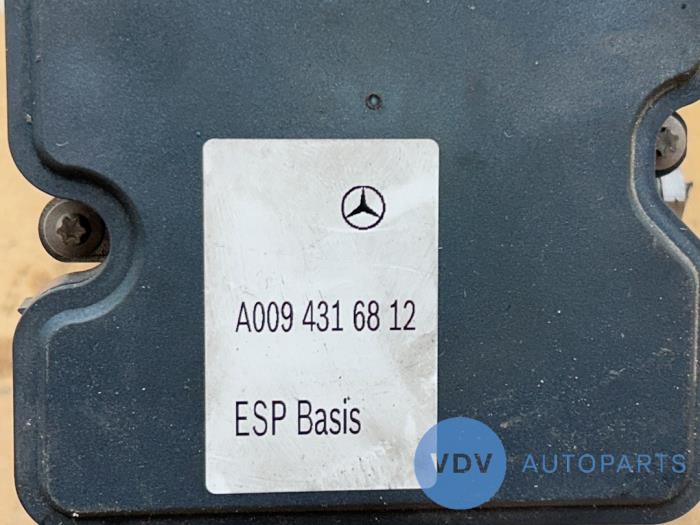 A009 431 68 12
ESP Basis
VDV AUTOPARTS